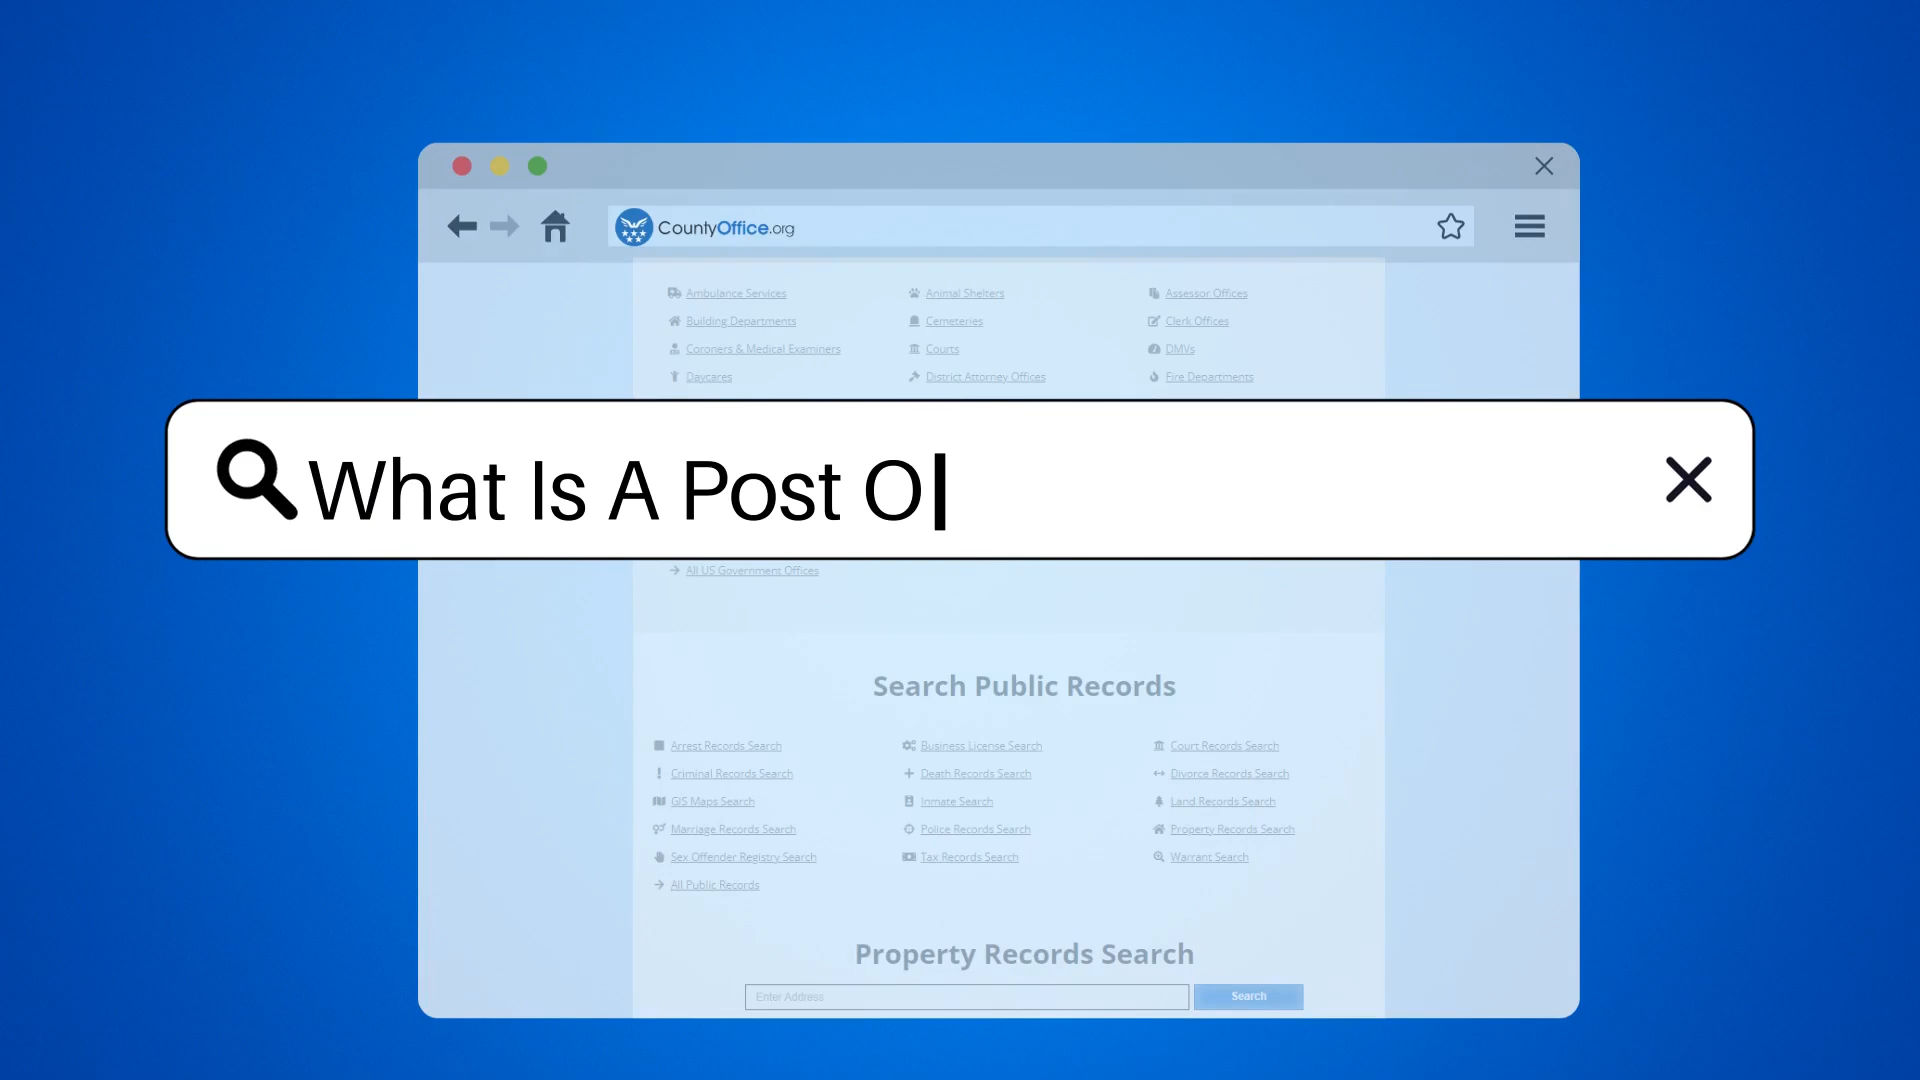 CountyOffice.org
Ambulance Services Animal Shelters Assessor Offices
Building Departments Cemeteries Clerk Offices
Coroners & Medical Examiners Courts DMVs
Daycares District Attorney Offices Fire Departments
What Is A Post O
All US Government Offices
Search Public Records
Arrest Records Search Business License Search Court Records Search
Criminal Records Search Death Records Search Divorce Records Search
GIS Maps Search Inmate Search Land Records Search
Marriage Records Search Police Records Search Property Records Search
Sex Offender Registry Search Tax Records Search Warrant Search
All Public Records
Property Records Search
Enter Address Search